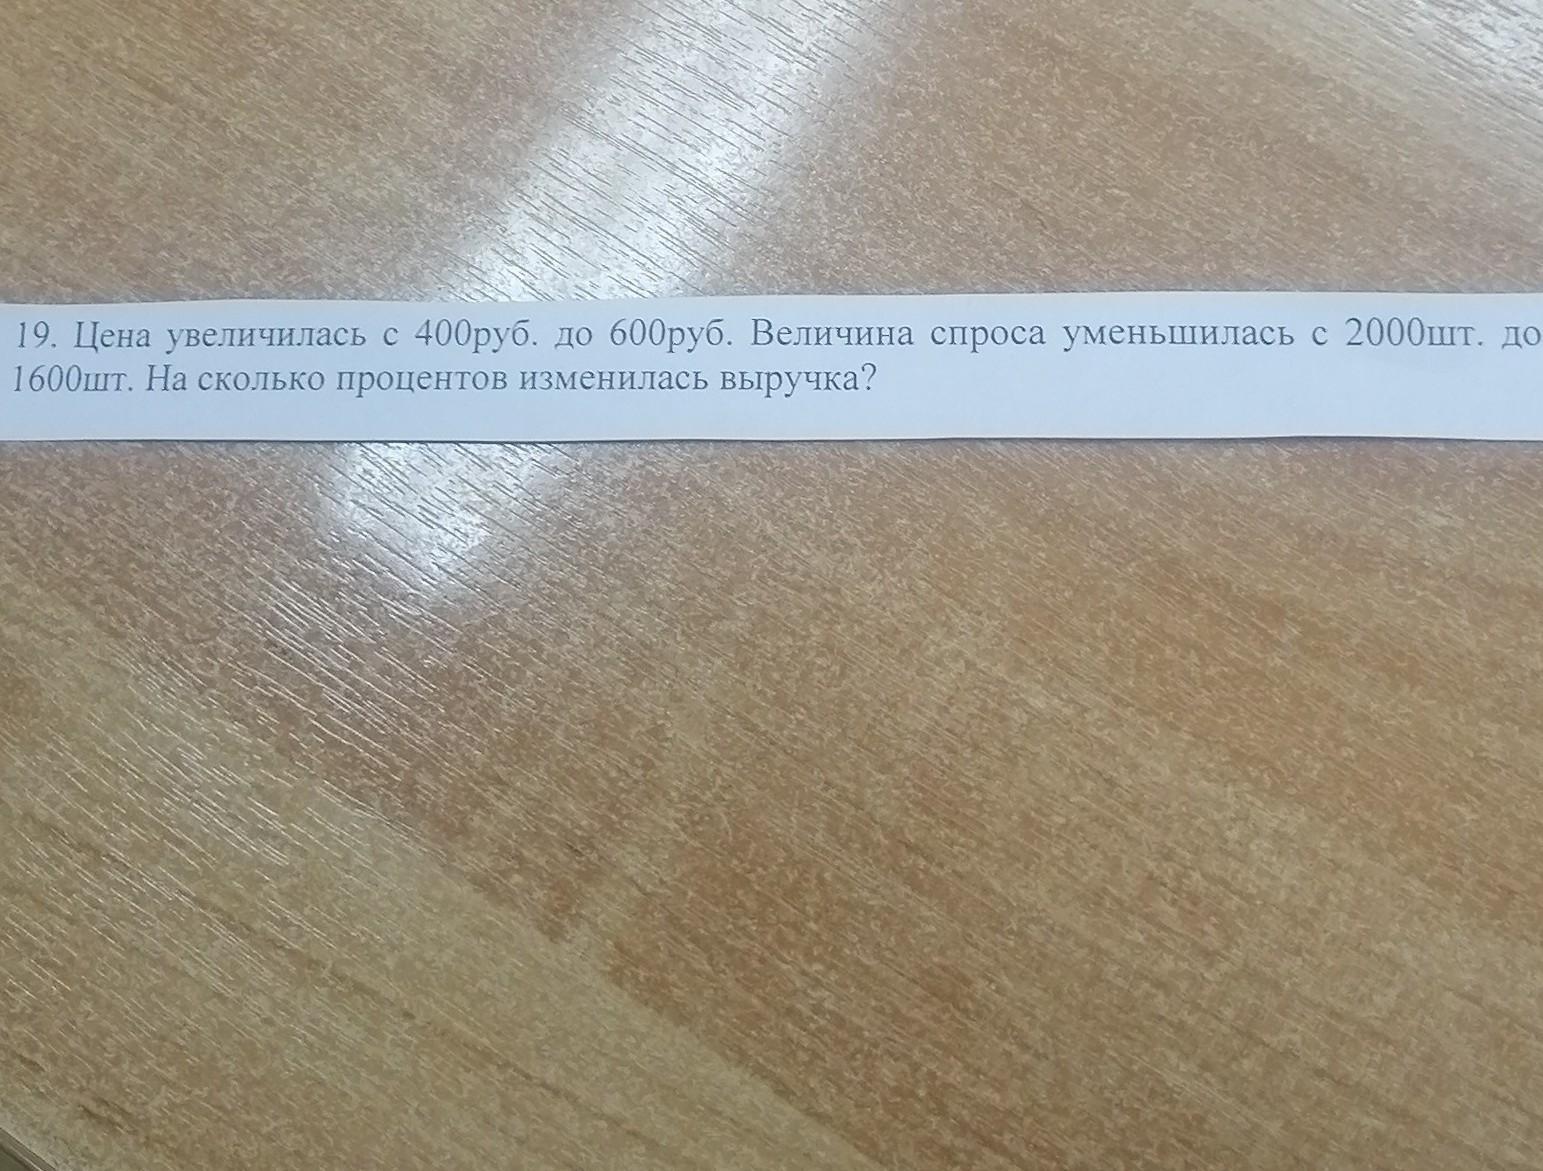 19. Цена увеличилась с 400руб. до 600руб. Величина спроса уменьшилась с 2000шт. до
1600шт. На сколько процентов изменилась выручка?